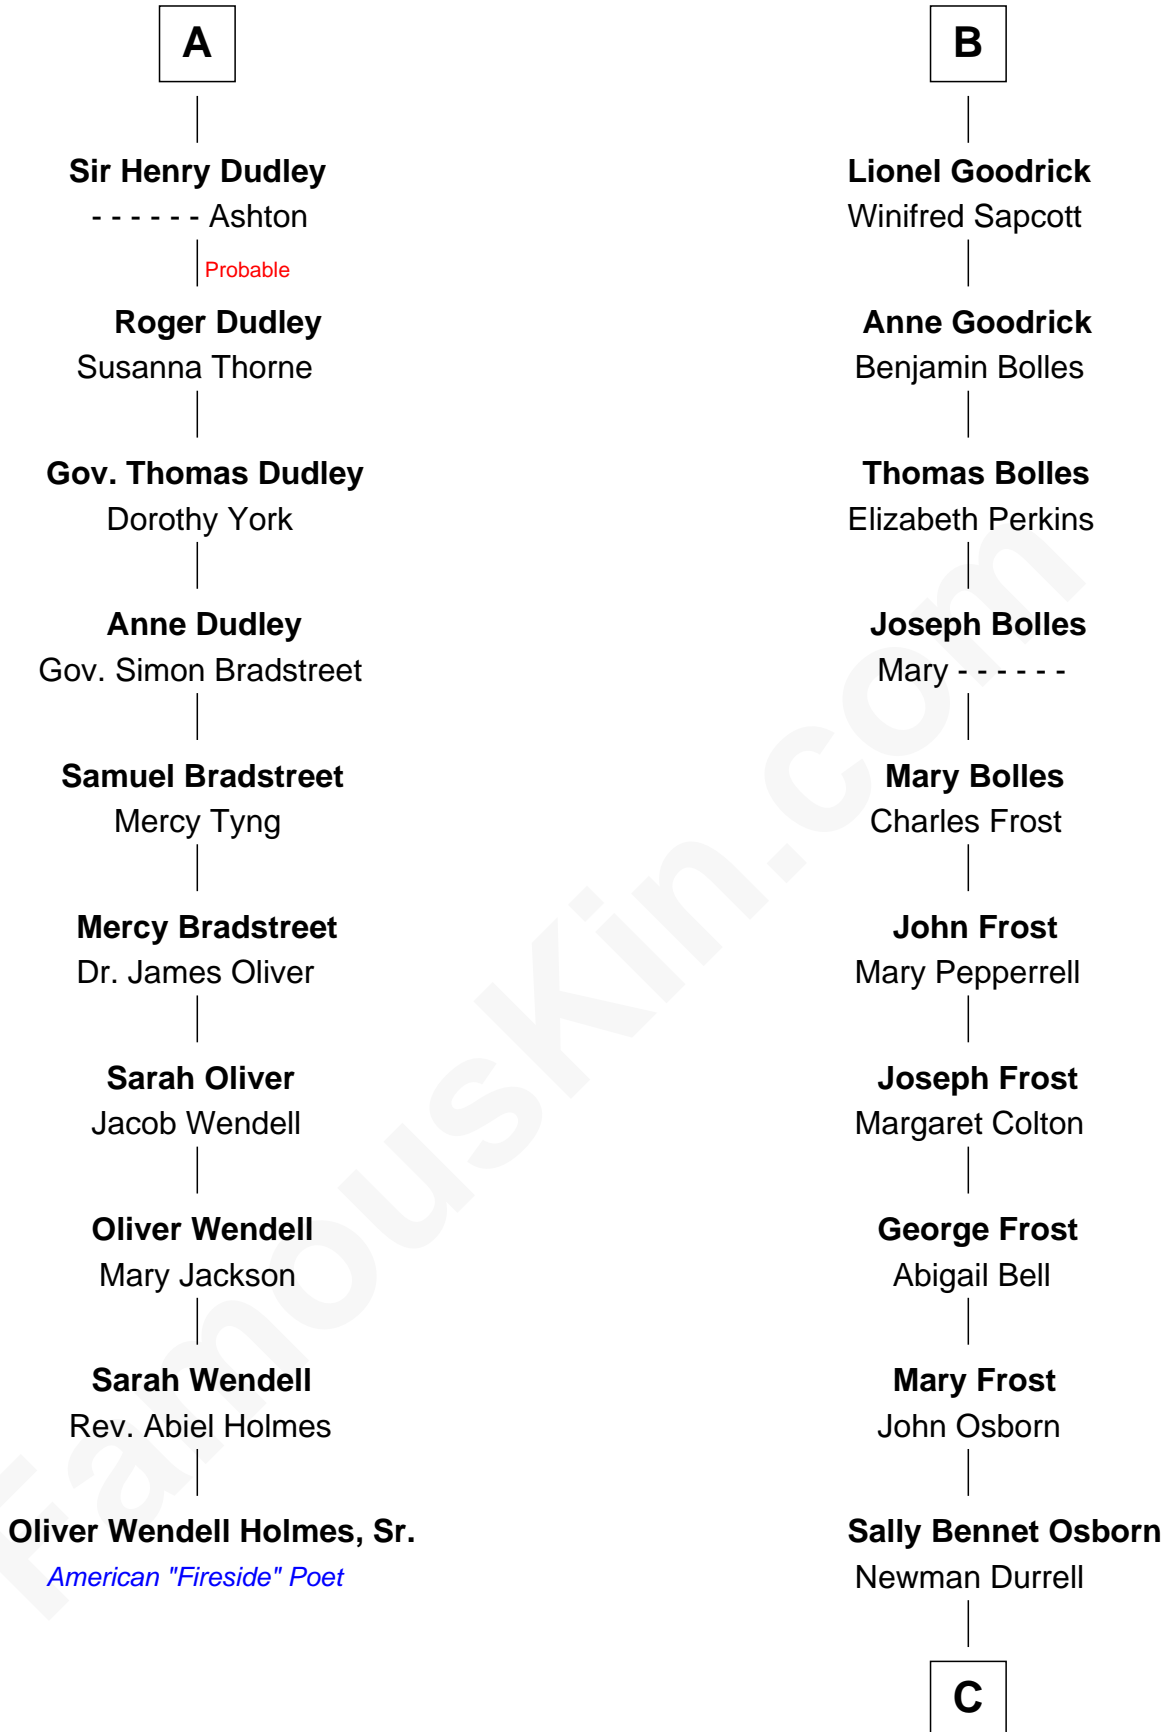 A
Sir Henry Dudley
- - - - - - Ashton
Probable
Roger Dudley
Susanna Thorne
Gov. Thomas Dudley
Dorothy York
Anne Dudley
Gov. Simon Bradstreet
Samuel Bradstreet
Mercy Tyng
Mercy Bradstreet
Dr. James Oliver
Sarah Oliver
Jacob Wendell
Oliver Wendell
Mary Jackson
Sarah Wendell
Rev. Abiel Holmes
Oliver Wendell Holmes, Sr.
American "Fireside" Poet
B
Lionel Goodrick
Winifred Sapcott
Anne Goodrick
Benjamin Bolles
Thomas Bolles
Elizabeth Perkins
Joseph Bolles
Mary - - - - - -
Mary Bolles
Charles Frost
John Frost
Mary Pepperrell
Joseph Frost
Margaret Colton
George Frost
Abigail Bell
Mary Frost
John Osborn
Sally Bennet Osborn
Newman Durrell
C
FamousKin.com